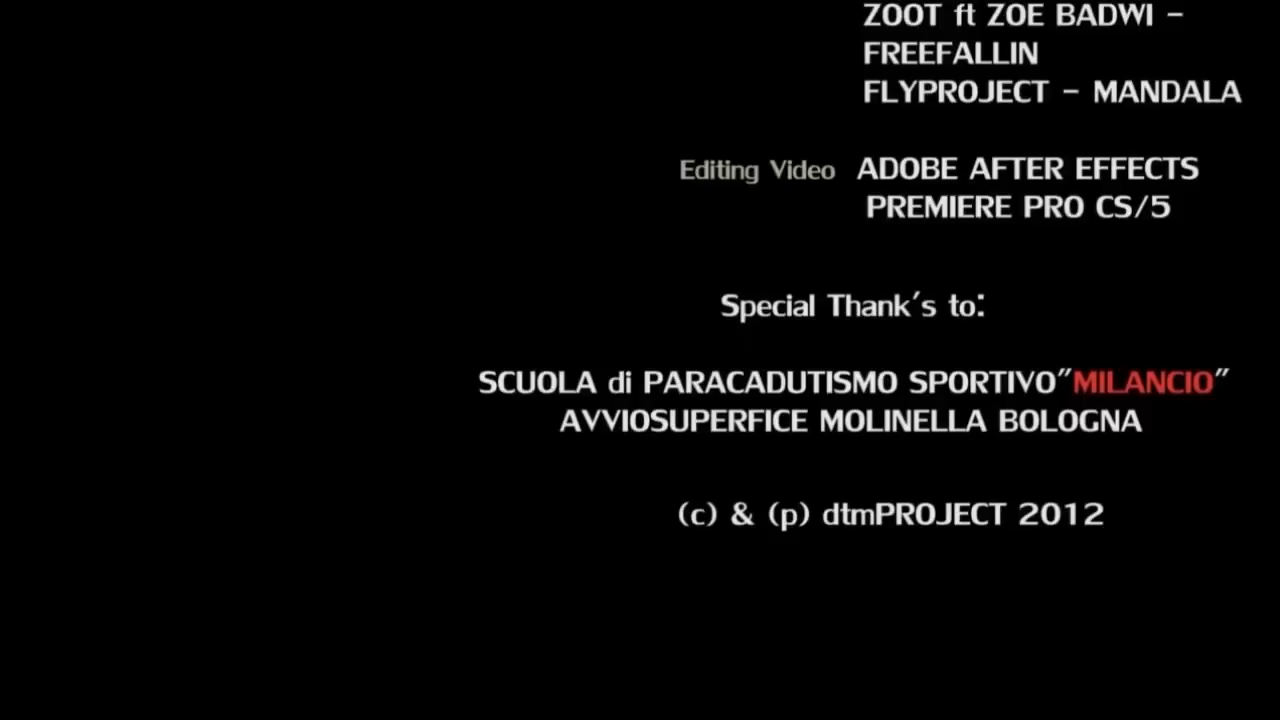 ZOOT ft ZOE BADWI -
FREEFALLIN
FLYPROJECT - MANDALA
Editing Video ADOBE AFTER EFFECTS
PREMIERE PRO CS/5
Special Thank's to:
SCUOLA di PARACADUTISMO SPORTIVO"MILANCIO"
AVVIOSUPERFICE MOLINELLA BOLOGNA
(c) & (p) dtmPROJECT 2012